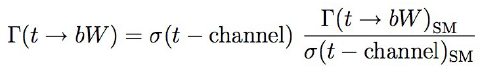 Γ(t → bW) = σ(t − channel) Γ(t → bW)_SM / σ(t − channel)_SM